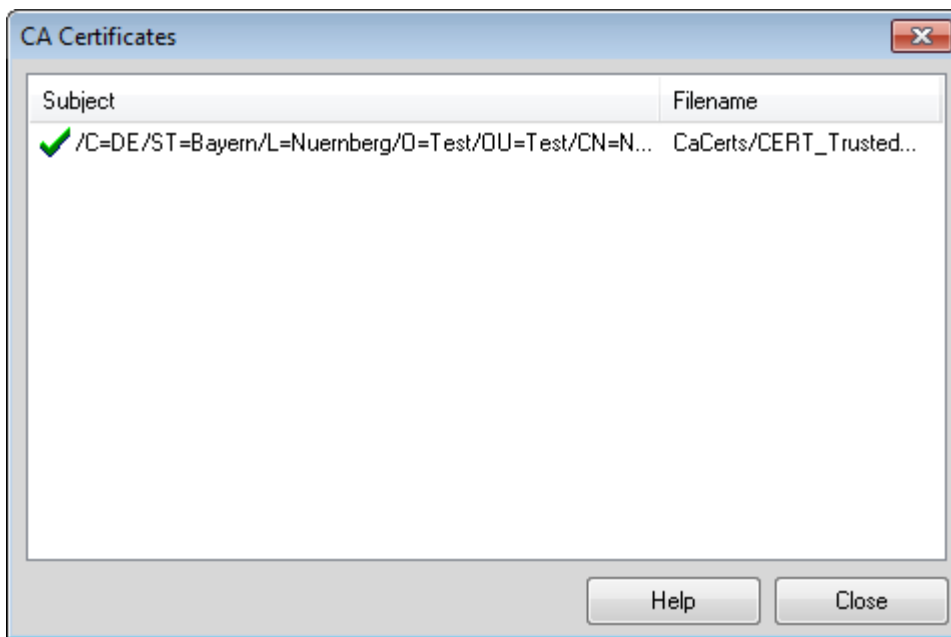 CA Certificates
Subject Filename
/C=DE/ST=Bayern/L=Nuernberg/O=Test/OU=Test/CN=N... CaCerts/CERT_Trusted...
Help Close